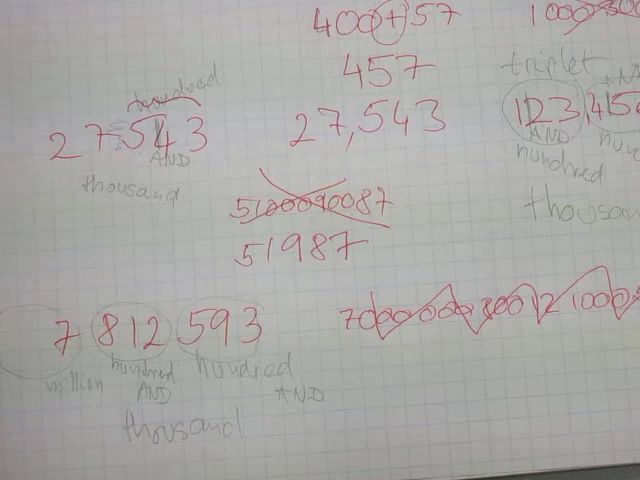 400+57
457
27,543
hundred
27 543
AND
thousand
5100090087
51987
triplet
123,456
AND
hundred
thousand
7 812 593
million
hundred
AND
hundred
AND
thousand